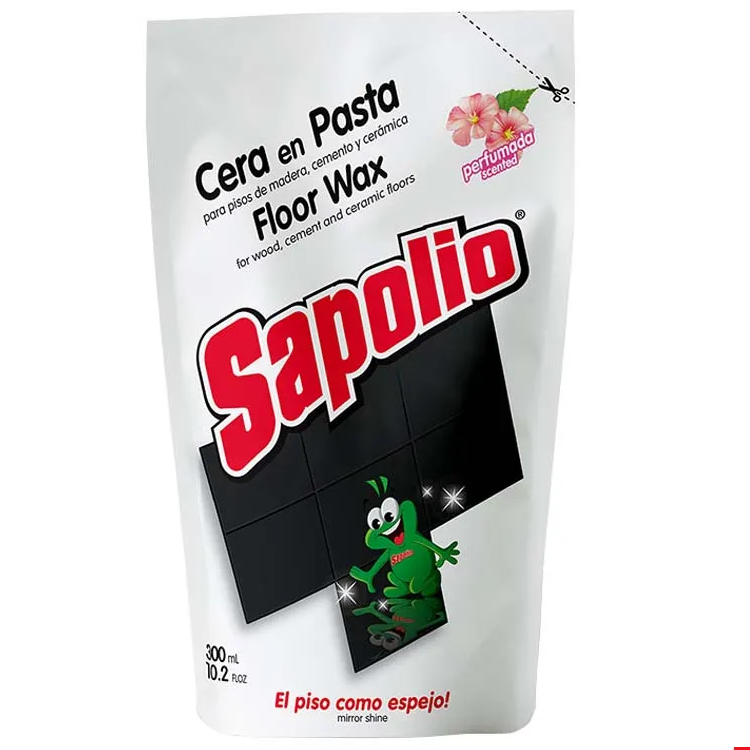 Cera en Pasta
para pisos de madera, cemento y cerámica
Floor Wax
for wood, cement and ceramic floors
perfumada
scented
Sapolio®
Sapolio
300 mL
10.2 FLOZ
El piso como espejo!
mirror shine